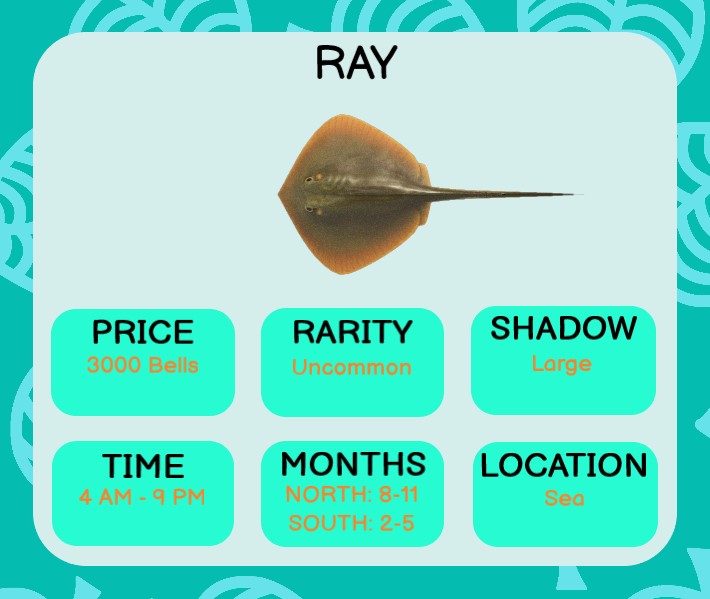 RAY
PRICE
3000 Bells
RARITY
Uncommon
SHADOW
Large
TIME
4 AM - 9 PM
MONTHS
NORTH: 8-11
SOUTH: 2-5
LOCATION
Sea